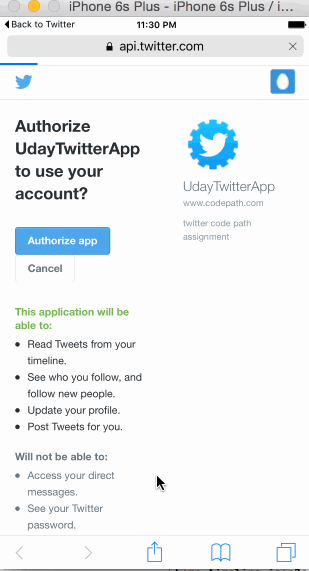 iPhone 6s Plus - iPhone 6s Plus / i...
Back to Twitter 11:30 PM
api.twitter.com
Authorize
UdayTwitterApp
to use your
account?
UdayTwitterApp
www.codepath.com
twitter code path
assignment
Authorize app
Cancel
This application will be
able to:
Read Tweets from your
timeline.
See who you follow, and
follow new people.
Update your profile.
Post Tweets for you.
Will not be able to:
Access your direct
messages.
See your Twitter
password.